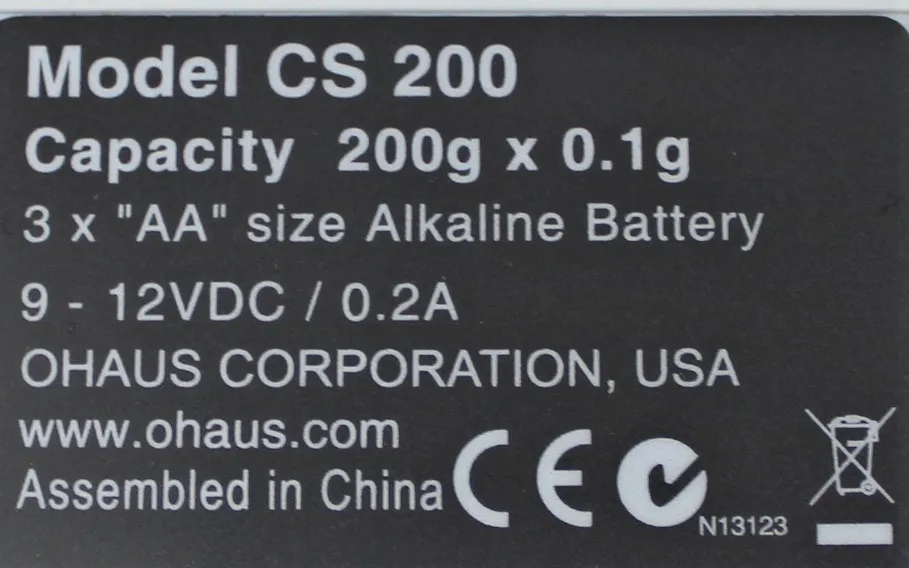 Model CS 200
Capacity 200g x 0.1g
3 x "AA" size Alkaline Battery
9 - 12VDC / 0.2A
OHAUS CORPORATION, USA
www.ohaus.com
Assembled in China
CE
N13123